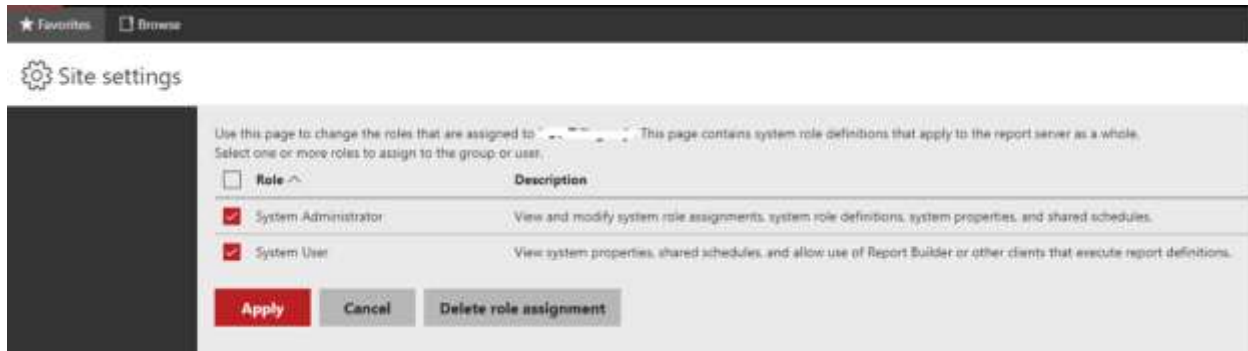 Favorites Browse
Site settings
Use this page to change the roles that are assigned to . This page contains system role definitions that apply to the report server as a whole.
Select one or more roles to assign to the group or user.
Role Description
System Administrator View and modify system role assignments, system role definitions, system properties, and shared schedules.
System User View system properties, shared schedules, and allow use of Report Builder or other clients that execute report definitions.
Apply Cancel Delete role assignment